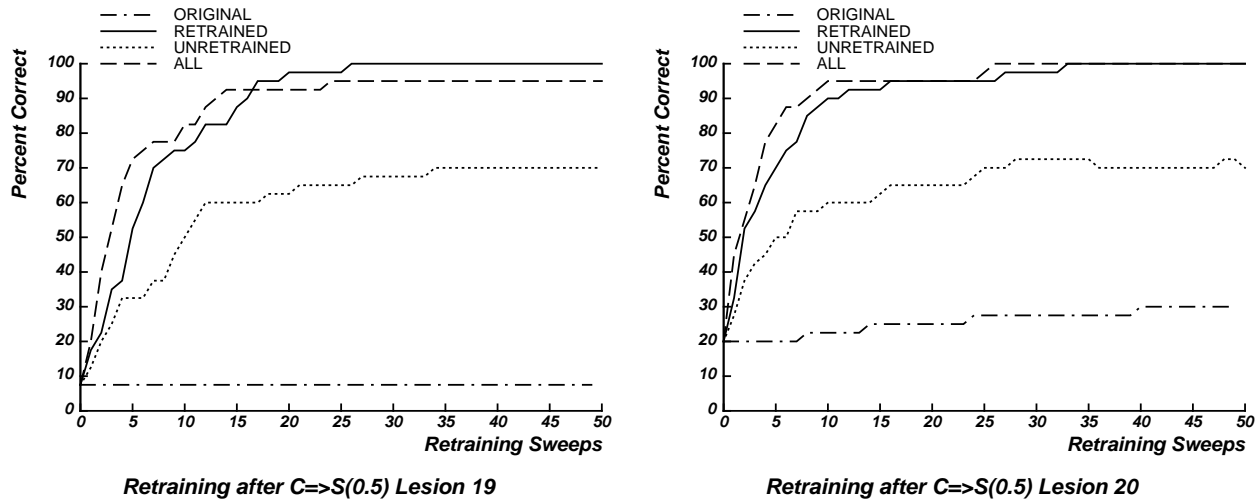 ORIGINAL
RETRAINED
UNRETRAINED
ALL
Percent Correct
100
90
80
70
60
50
40
30
20
10
0
0 5 10 15 20 25 30 35 40 45 50
Retraining Sweeps
Retraining after C=>S(0.5) Lesion 19
ORIGINAL
RETRAINED
UNRETRAINED
ALL
Percent Correct
100
90
80
70
60
50
40
30
20
10
0
0 5 10 15 20 25 30 35 40 45 50
Retraining Sweeps
Retraining after C=>S(0.5) Lesion 20